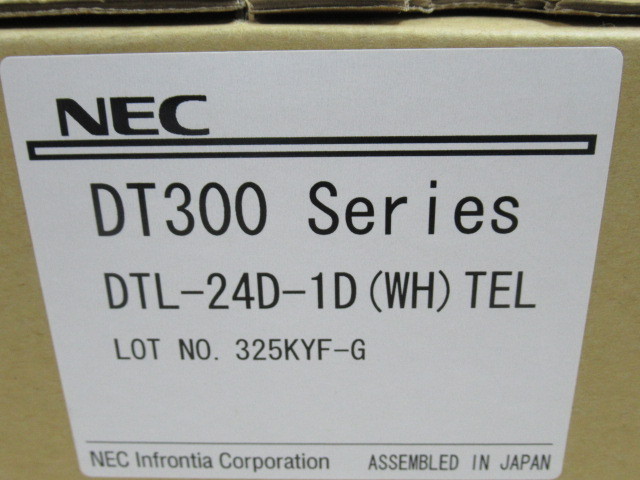 NEC
DT300 Series
DTL-24D-1D(WH)TEL
LOT NO. 325KYF-G
NEC Infrontia Corporation ASSEMBLED IN JAPAN